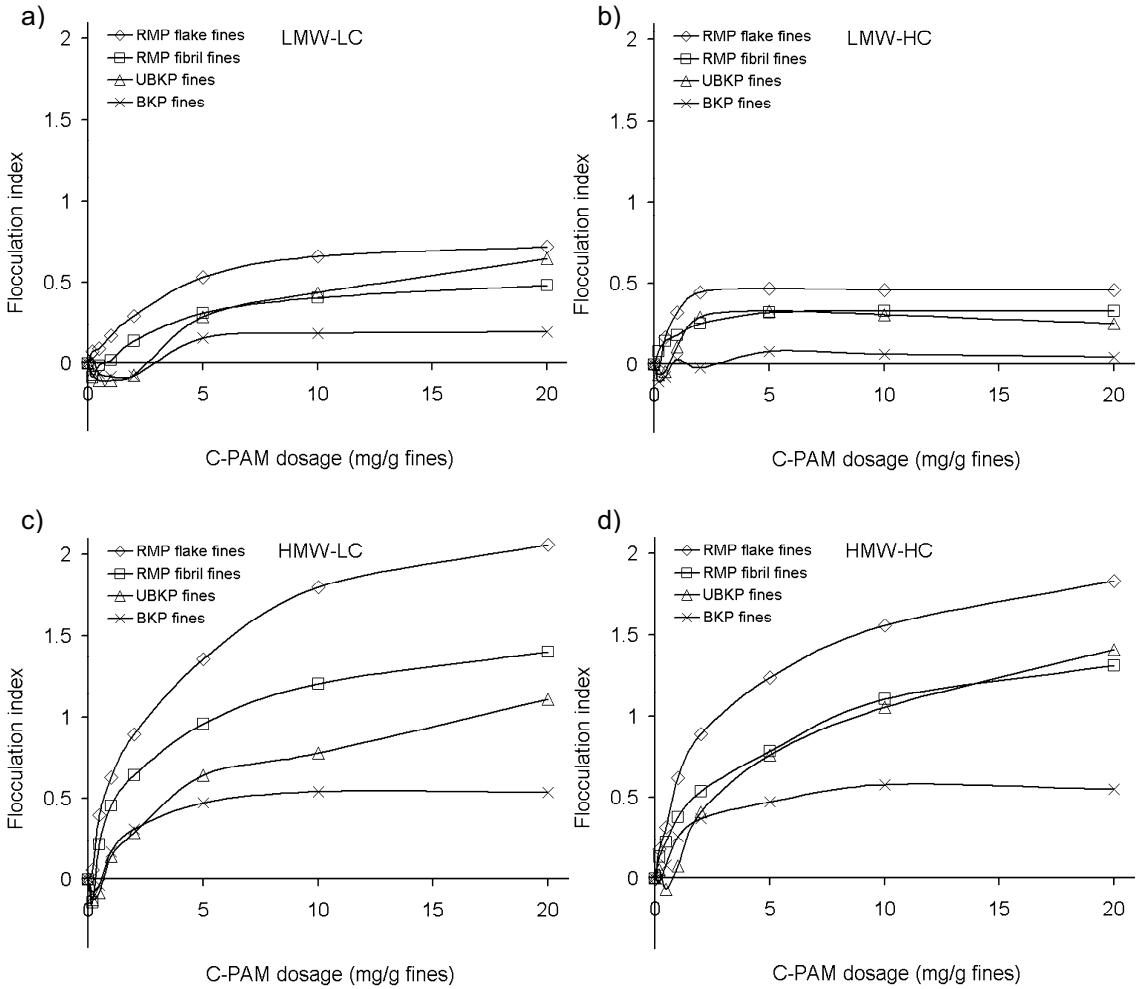 a)
LMW-LC
RMP flake fines
RMP fibril fines
UBKP fines
BKP fines
2
1.5
1
0.5
0
0 5 10 15 20
Flocculation index
C-PAM dosage (mg/g fines)
b)
LMW-HC
RMP flake fines
RMP fibril fines
UBKP fines
BKP fines
2
1.5
1
0.5
0
0 5 10 15 20
Flocculation index
C-PAM dosage (mg/g fines)
c)
HMW-LC
RMP flake fines
RMP fibril fines
UBKP fines
BKP fines
2
1.5
1
0.5
0
0 5 10 15 20
Flocculation index
C-PAM dosage (mg/g fines)
d)
HMW-HC
RMP flake fines
RMP fibril fines
UBKP fines
BKP fines
2
1.5
1
0.5
0
0 5 10 15 20
Flocculation index
C-PAM dosage (mg/g fines)